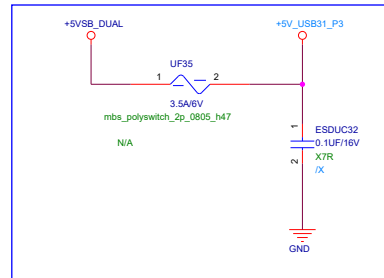 +5VSB_DUAL
+5V_USB31_P3
UF35
1
2
3.5A/6V
mbs_polyswitch_2p_0805_h47
N/A
1
ESDUC32
0.1UF/16V
2
X7R
/X
GND